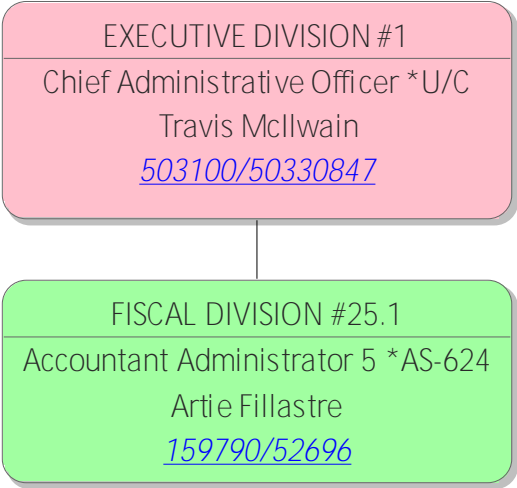 EXECUTIVE DIVISION #1
Chief Administrative Officer *U/C
Travis McIlwain
503100/50330847
FISCAL DIVISION #25.1
Accountant Administrator 5 *AS-624
Artie Fillastre
159790/52696